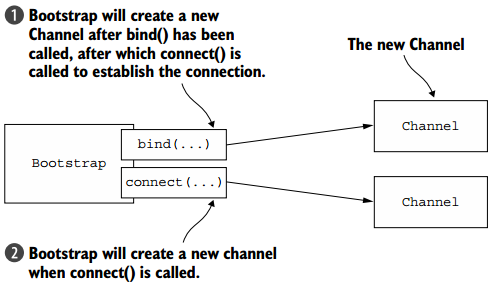 1 Bootstrap will create a new
Channel after bind() has been
called, after which connect() is
called to establish the connection.
The new Channel
Bootstrap
bind(...)
connect(...)
Channel
Channel
2 Bootstrap will create a new channel
when connect() is called.